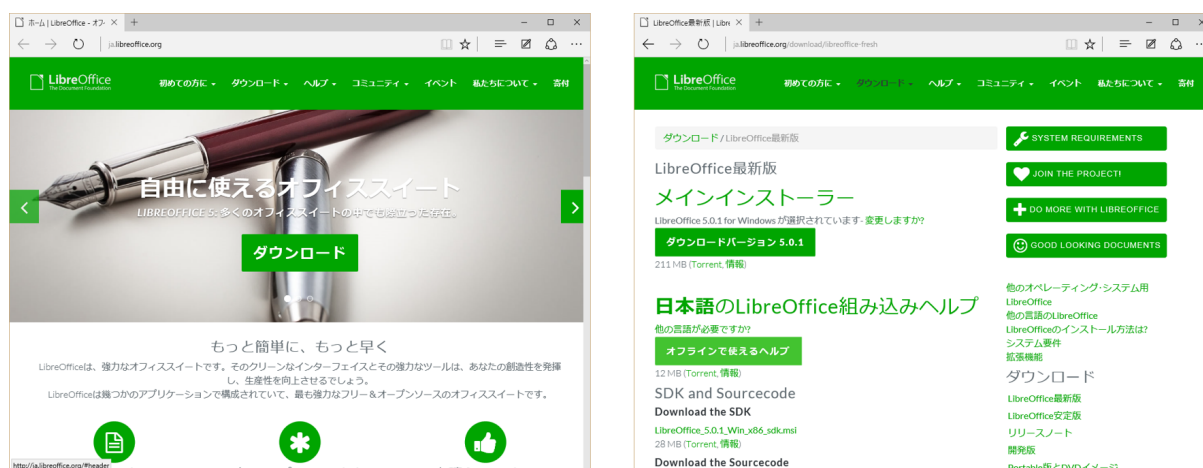 ホーム | LibreOffice - オフ
ja.libreoffice.org
LibreOffice
The Document Foundation
初めての方に
ダウンロード
ヘルプ
コミュニティ
イベント
私たちについて
寄付
自由に使えるオフィススイート
LIBREOFFICE 5: 多くのオフィススイートの中でも際立った存在。
ダウンロード
もっと簡単に、もっと早く
LibreOfficeは、強力なオフィススイートです。そのクリーンなインターフェイスとその強力なツールは、あなたの創造性を発揮
し、生産性を向上させるでしょう。
LibreOfficeは幾つかのアプリケーションで構成されていて、最も強力なフリー＆オープンソースのオフィススイートです。
http://ja.libreoffice.org/#header
LibreOffice最新版 | Libre
ja.libreoffice.org/download/libreoffice-fresh
LibreOffice
The Document Foundation
初めての方に
ダウンロード
ヘルプ
コミュニティ
イベント
私たちについて
寄付
ダウンロード / LibreOffice最新版
LibreOffice最新版
メインインストーラー
LibreOffice 5.0.1 for Windows が選択されています- 変更しますか?
ダウンロードバージョン 5.0.1
211 MB (Torrent, 情報)
日本語のLibreOffice組み込みヘルプ
他の言語が必要ですか?
オフラインで使えるヘルプ
12 MB (Torrent, 情報)
SDK and Sourcecode
Download the SDK
LibreOffice_5.0.1_Win_x86_sdk.msi
28 MB (Torrent, 情報)
Download the Sourcecode
SYSTEM REQUIREMENTS
JOIN THE PROJECT!
DO MORE WITH LIBREOFFICE
GOOD LOOKING DOCUMENTS
他のオペレーティング·システム用
LibreOffice
他の言語のLibreOffice
LibreOfficeのインストール方法は?
システム要件
拡張機能
ダウンロード
LibreOffice最新版
LibreOffice安定版
リリースノート
開発版
Portable版とDVDイメージ